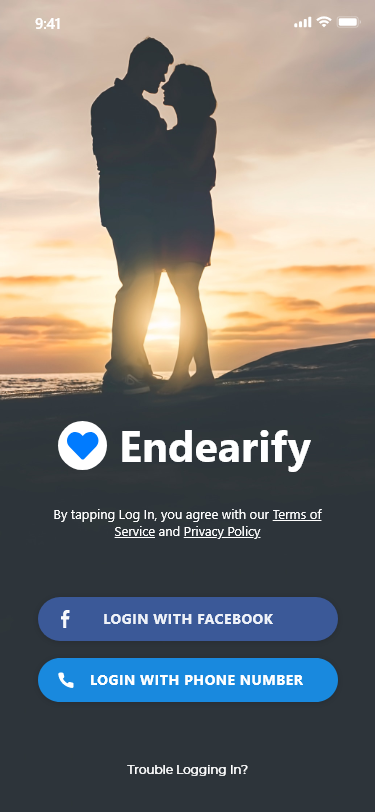 9:41
Endearify
By tapping Log In, you agree with our Terms of
Service and Privacy Policy
LOGIN WITH FACEBOOK
LOGIN WITH PHONE NUMBER
Trouble Logging In?